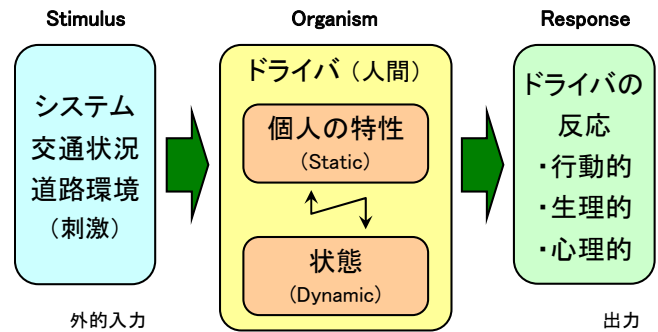 Stimulus
システム
交通状況
道路環境
(刺激)
外的入力
Organism
ドライバ（人間）
個人の特性
(Static)
状態
(Dynamic)
Response
ドライバの
反応
・行動的
・生理的
・心理的
出力